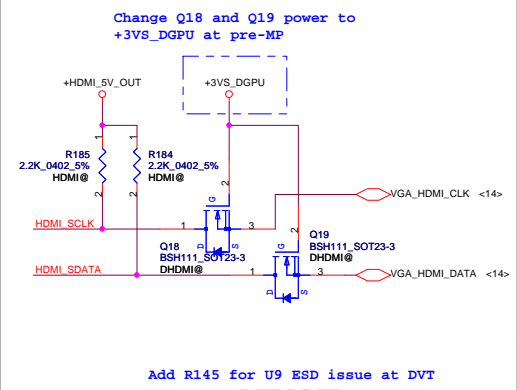 Change Q18 and Q19 power to
+3VS_DGPU at pre-MP
+HDMI_5V_OUT
+3VS_DGPU
1
1
R185
2.2K_0402_5%
HDMI@
R184
2.2K_0402_5%
HDMI@
2
2
2
G
VGA_HDMI_CLK <14>
HDMI_SCLK
1
3
D
S
Q18
BSH111_SOT23-3
DHDMI@
2
G
Q19
BSH111_SOT23-3
DHDMI@
HDMI_SDATA
1
3
VGA_HDMI_DATA <14>
D
S
Add R145 for U9 ESD issue at DVT